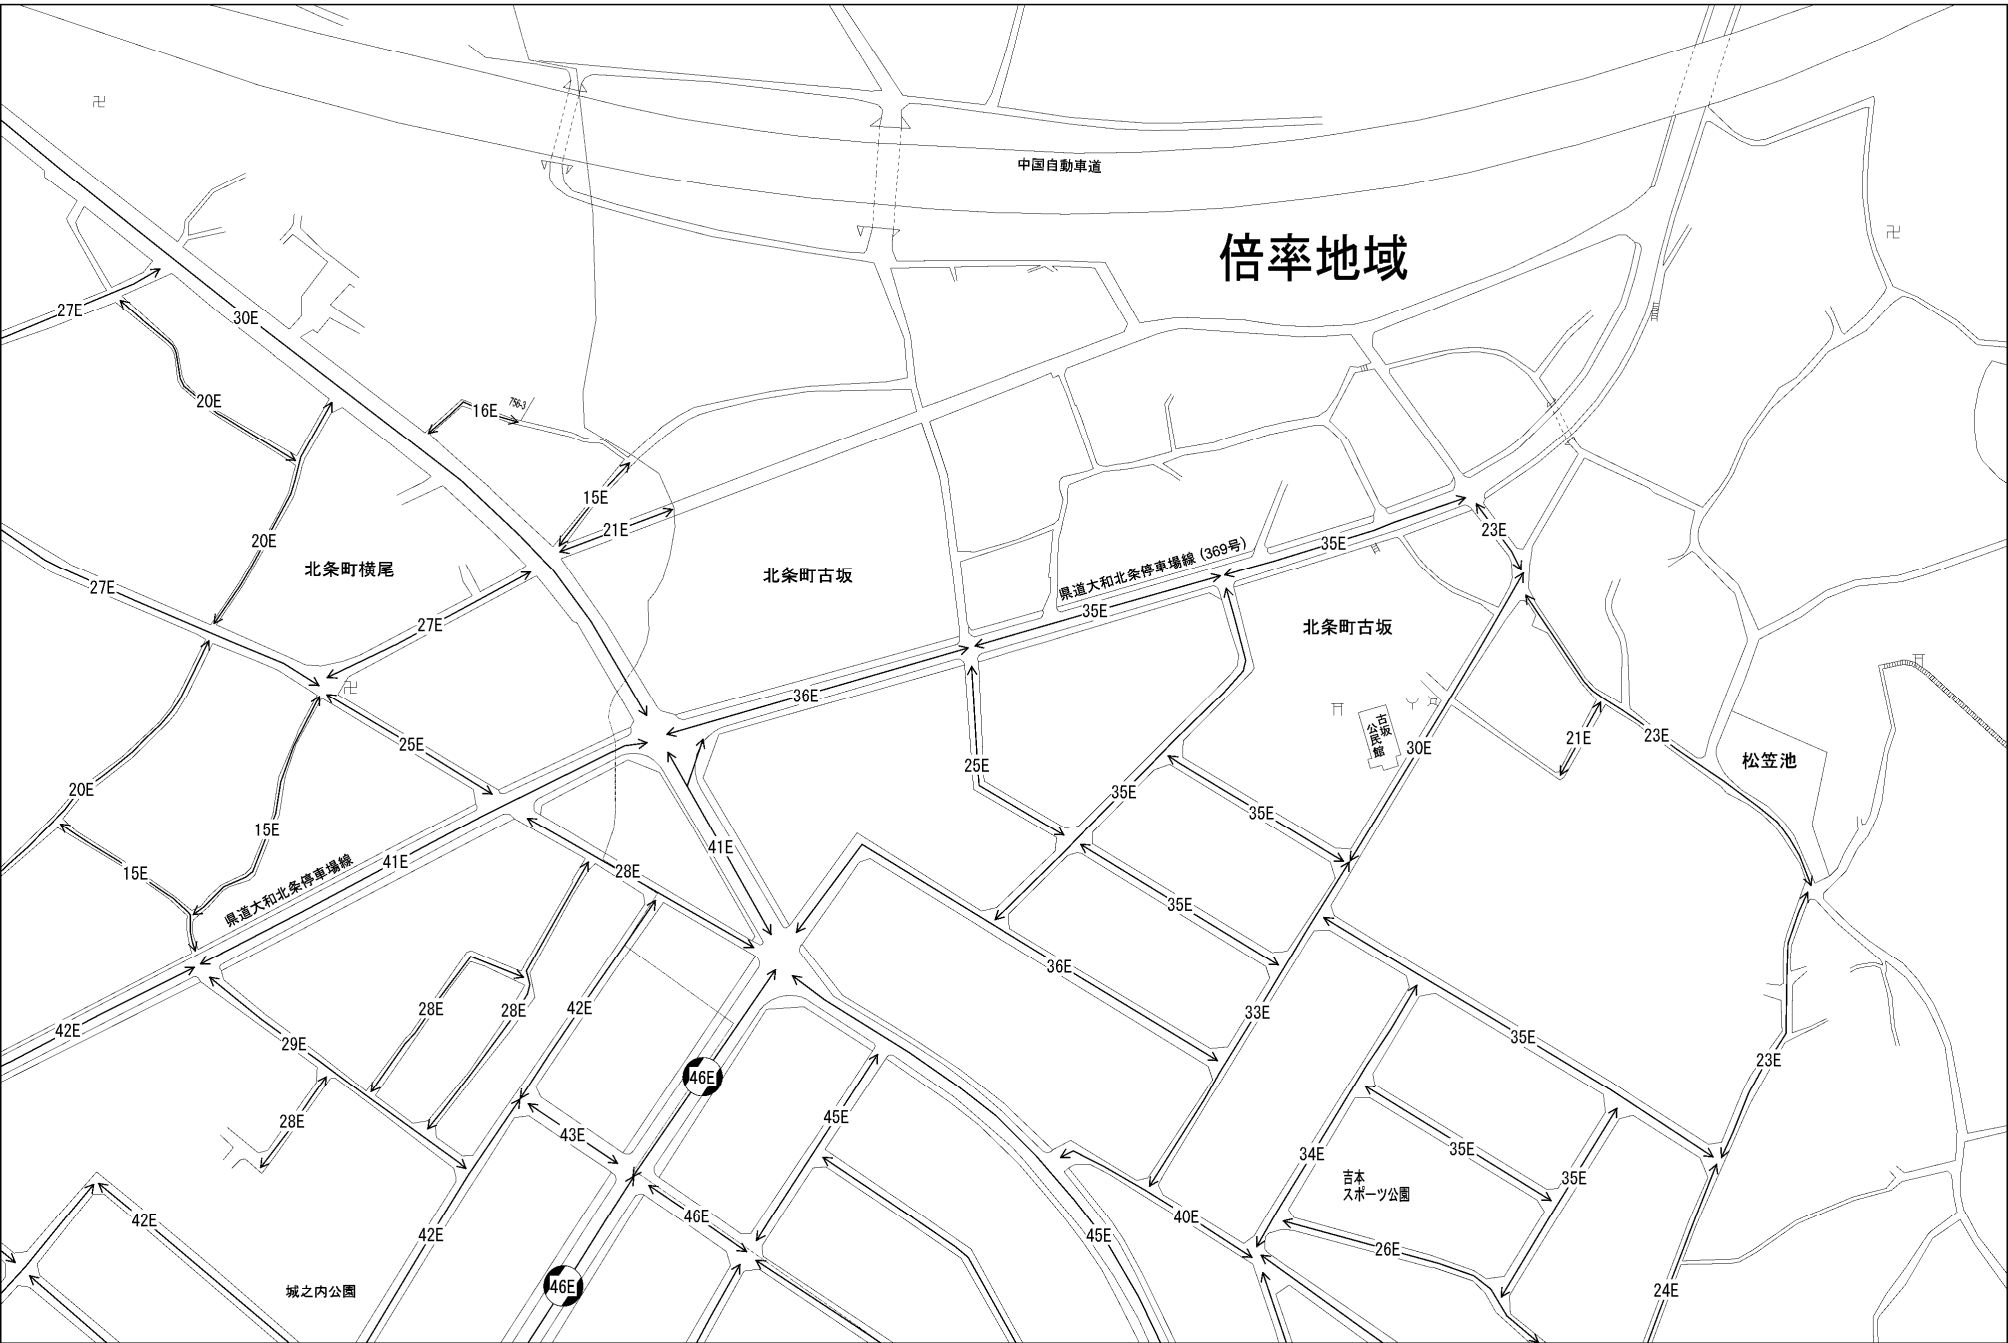 中国自動車道
倍率地域
27E
30E
20E
16E
756-3
15E
21E
20E
北条町横尾
27E
27E
北条町古坂
県道大和北条停車場線 (369号)
35E
35E
23E
北条町古坂
36E
25E
25E
古坂
公民館
30E
21E
23E
松笠池
20E
15E
15E
41E
県道大和北条停車場線
41E
28E
35E
35E
35E
36E
42E
28E
28E
42E
29E
33E
35E
23E
46E
28E
43E
45E
34E
35E
35E
吉本
スポーツ公園
42E
42E
46E
40E
45E
26E
城之内公園
46E
24E